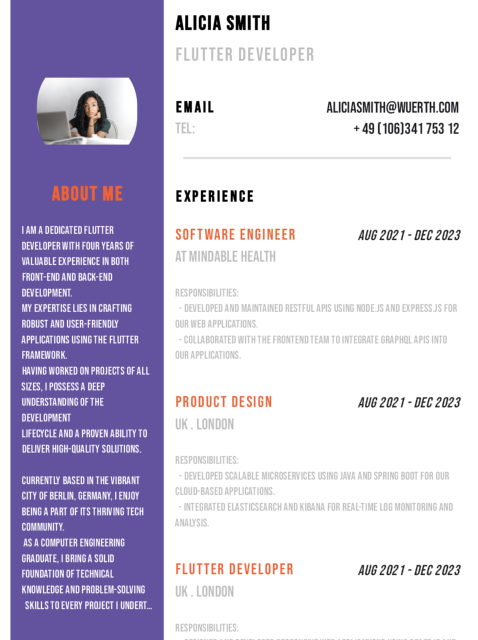 ALICIA SMITH
FLUTTER DEVELOPER
EMAIL ALICIASMITH@WUERTH.COM
TEL: + 49 (106)341 753 12
ABOUT ME
I AM A DEDICATED FLUTTER
DEVELOPER WITH FOUR YEARS OF
VALUABLE EXPERIENCE IN BOTH
FRONT-END AND BACK-END
DEVELOPMENT.
MY EXPERTISE LIES IN CRAFTING
ROBUST AND USER-FRIENDLY
APPLICATIONS USING THE FLUTTER
FRAMEWORK.
HAVING WORKED ON PROJECTS OF ALL
SIZES, I POSSESS A DEEP
UNDERSTANDING OF THE
DEVELOPMENT
LIFECYCLE AND A PROVEN ABILITY TO
DELIVER HIGH-QUALITY SOLUTIONS.
CURRENTLY BASED IN THE VIBRANT
CITY OF BERLIN, GERMANY, I ENJOY
BEING A PART OF ITS THRIVING TECH
COMMUNITY.
AS A COMPUTER ENGINEERING
GRADUATE, I BRING A SOLID
FOUNDATION OF TECHNICAL
KNOWLEDGE AND PROBLEM-SOLVING
SKILLS TO EVERY PROJECT I UNDERT...
EXPERIENCE
SOFTWARE ENGINEER AUG 2021 - DEC 2023
AT MINDABLE HEALTH
RESPONSIBILITIES:
- DEVELOPED AND MAINTAINED RESTFUL APIS USING NODE.JS AND EXPRESS.JS FOR
OUR WEB APPLICATIONS.
- COLLABORATED WITH THE FRONTEND TEAM TO INTEGRATE GRAPHQL APIS INTO
OUR APPLICATIONS.
PRODUCT DESIGN AUG 2021 - DEC 2023
UK . LONDON
RESPONSIBILITIES:
- DEVELOPED SCALABLE MICROSERVICES USING JAVA AND SPRING BOOT FOR OUR
CLOUD-BASED APPLICATIONS.
- INTEGRATED ELASTICSEARCH AND KIBANA FOR REAL-TIME LOG MONITORING AND
ANALYSIS.
FLUTTER DEVELOPER AUG 2021 - DEC 2023
UK . LONDON
RESPONSIBILITIES: